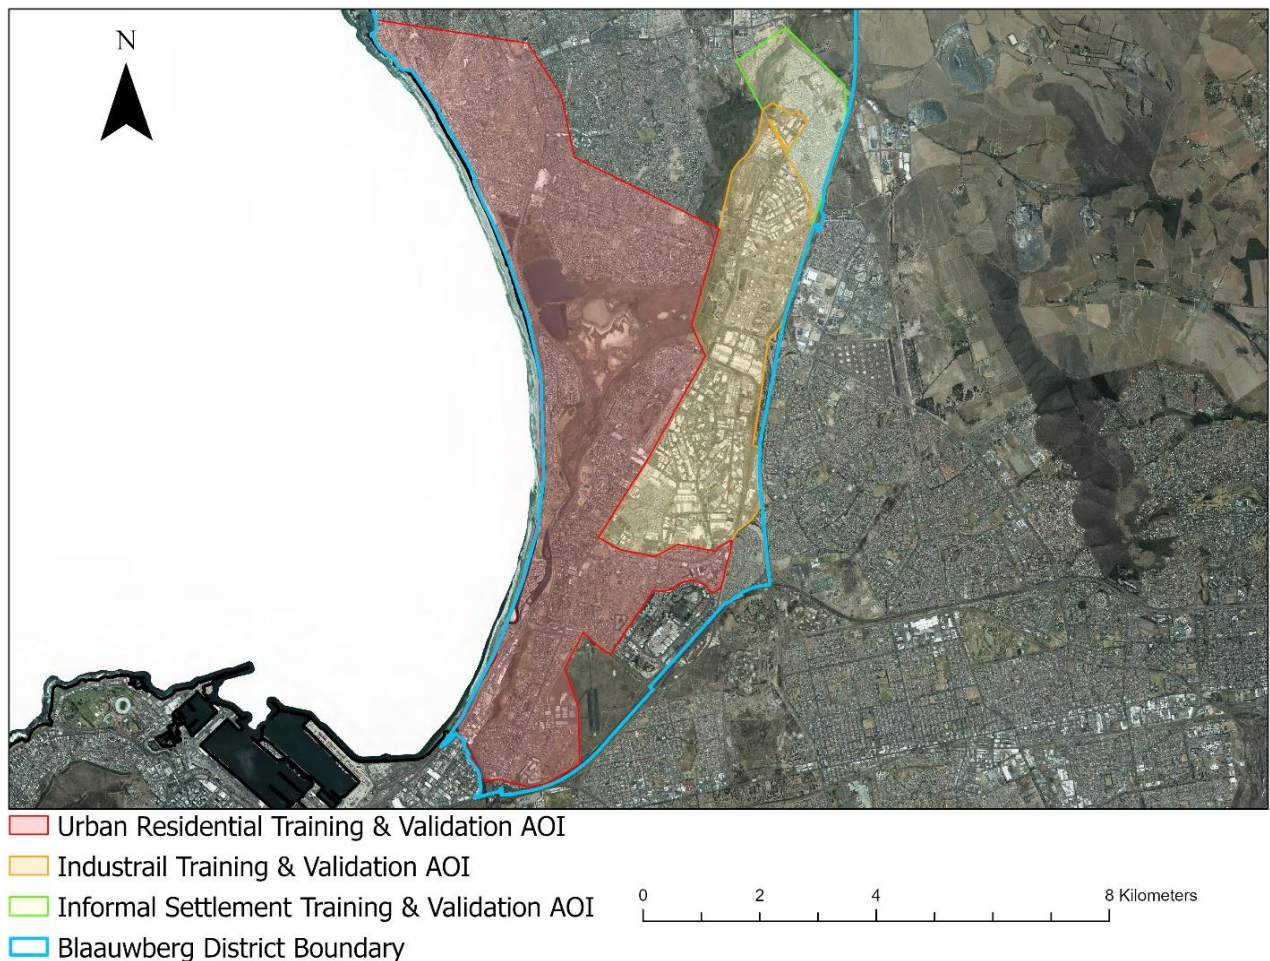 N
Urban Residential Training & Validation AOI
Industrail Training & Validation AOI
Informal Settlement Training & Validation AOI
Blaauwberg District Boundary
0 2 4 8 Kilometers